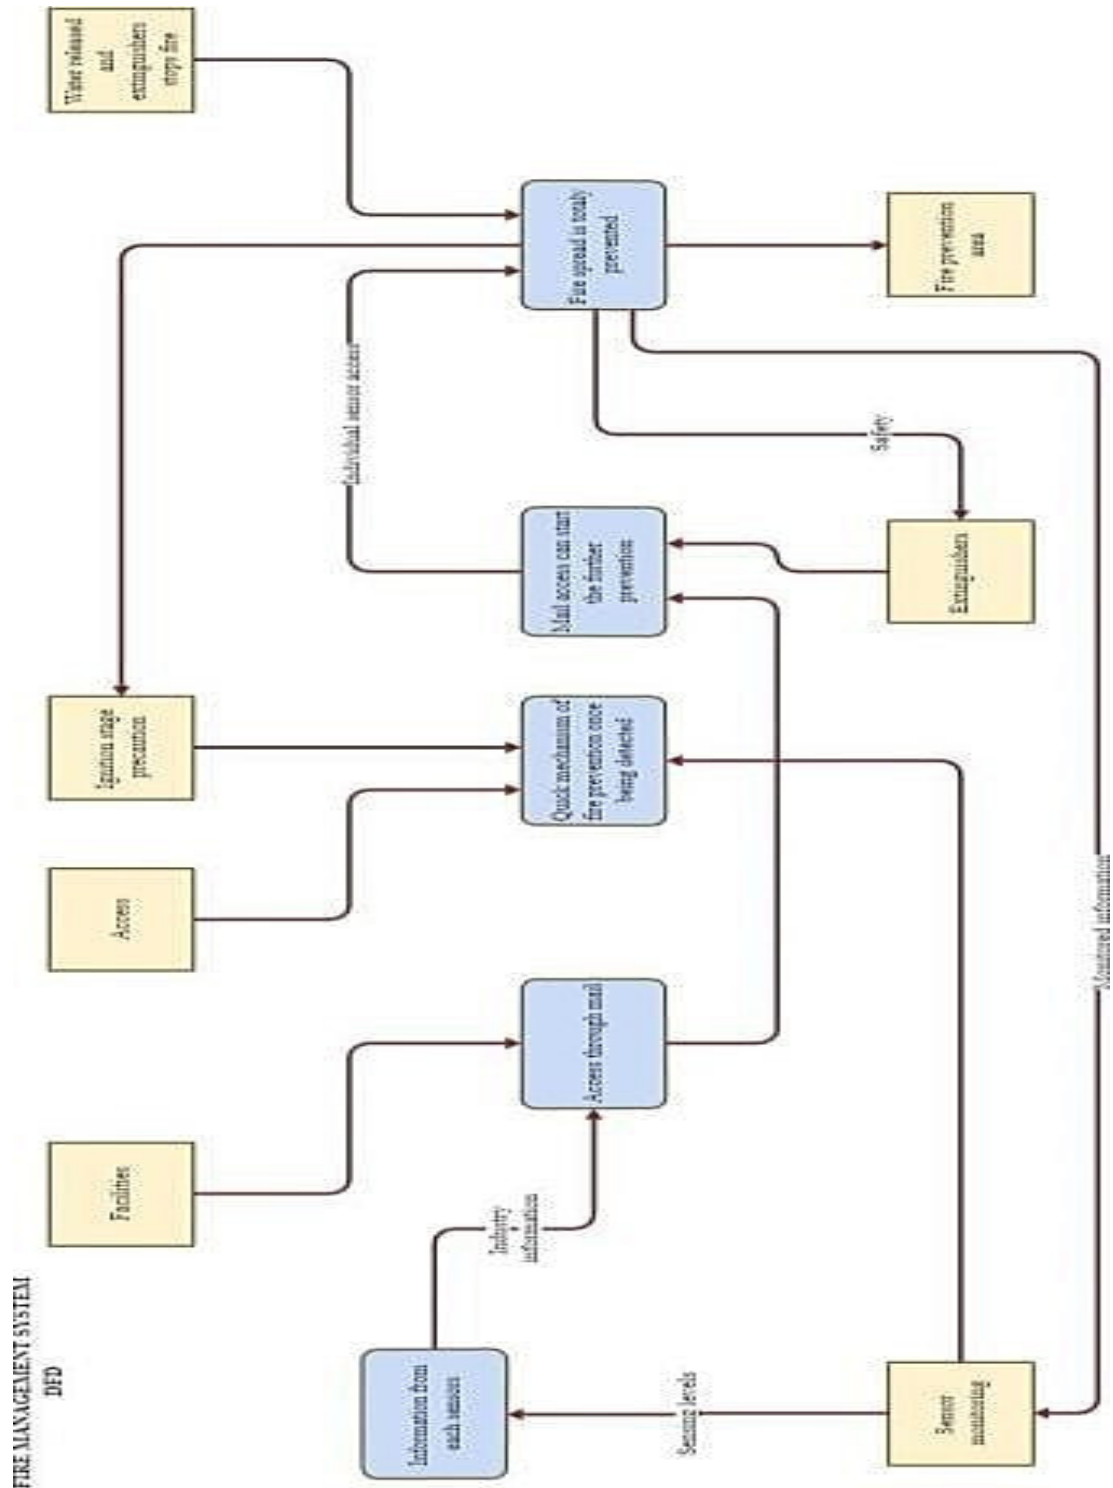 FIRE MANAGEMENT SYSTEM
DFD
Facilities
Access
Ignition stage
precaution
Water released
and
extinguishers
stops fire
Individual sensor access
Information from
each sensors
Industry
information
Access through mail
Quick mechanism of
fire prevention once
being detected
Mail access can start
the further
prevention
Fire spread is totaly
prevented
Sensing levels
Safety
Sensor
monitoring
Extinguishers
Fire prevention
area
Monitored information